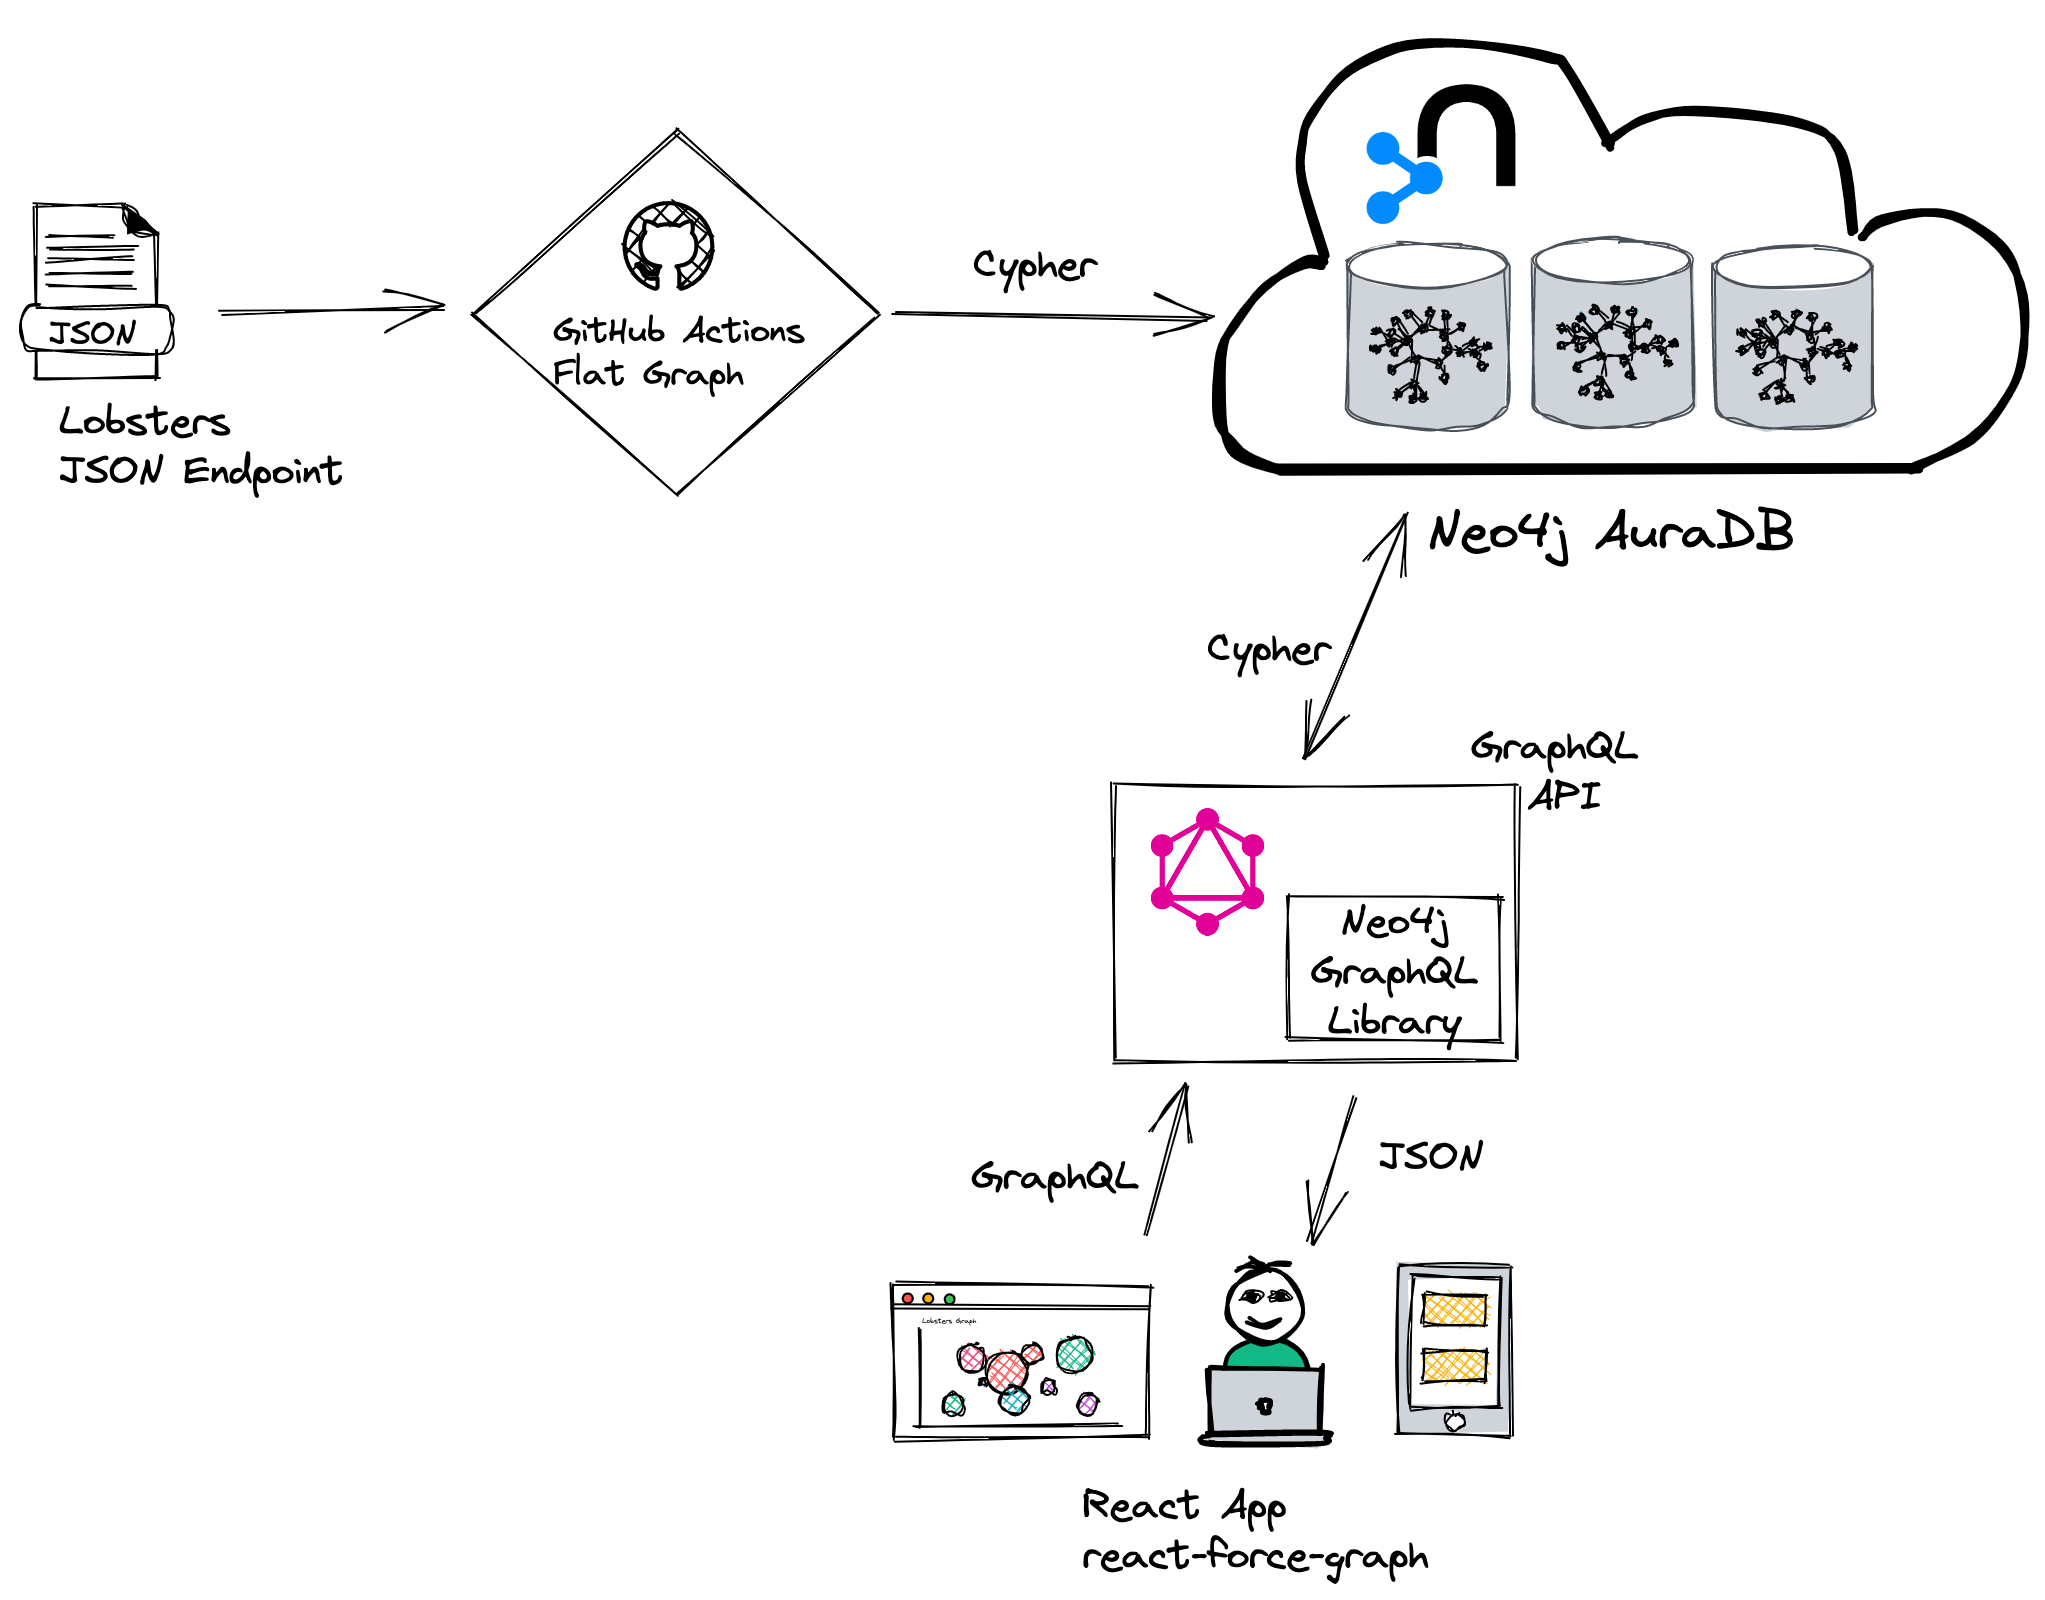 JSON
Lobsters
JSON Endpoint
GitHub Actions
Flat Graph
Cypher
Neo4j AuraDB
Cypher
GraphQL
API
Neo4j
GraphQL
Library
GraphQL
JSON
Lobsters Graph
React App
react-force-graph